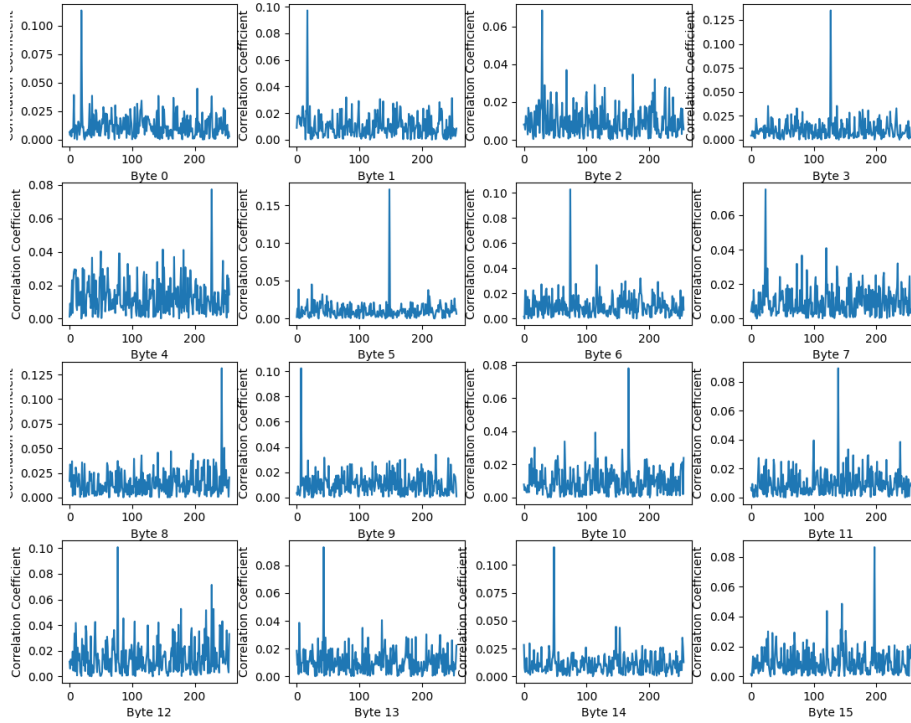 Correlation Coefficient
0.100
0.075
0.050
0.025
0.000
0 100 200
Byte 0
Correlation Coefficient
0.10
0.08
0.06
0.04
0.02
0.00
0 100 200
Byte 1
Correlation Coefficient
0.06
0.04
0.02
0.00
0 100 200
Byte 2
Correlation Coefficient
0.125
0.100
0.075
0.050
0.025
0.000
0 100 200
Byte 3
Correlation Coefficient
0.08
0.06
0.04
0.02
0.00
0 100 200
Byte 4
Correlation Coefficient
0.15
0.10
0.05
0.00
0 100 200
Byte 5
Correlation Coefficient
0.10
0.08
0.06
0.04
0.02
0.00
0 100 200
Byte 6
Correlation Coefficient
0.06
0.04
0.02
0.00
0 100 200
Byte 7
Correlation Coefficient
0.125
0.100
0.075
0.050
0.025
0.000
0 100 200
Byte 8
Correlation Coefficient
0.10
0.08
0.06
0.04
0.02
0.00
0 100 200
Byte 9
Correlation Coefficient
0.08
0.06
0.04
0.02
0.00
0 100 200
Byte 10
Correlation Coefficient
0.08
0.06
0.04
0.02
0.00
0 100 200
Byte 11
Correlation Coefficient
0.10
0.08
0.06
0.04
0.02
0.00
0 100 200
Byte 12
Correlation Coefficient
0.08
0.06
0.04
0.02
0.00
0 100 200
Byte 13
Correlation Coefficient
0.100
0.075
0.050
0.025
0.000
0 100 200
Byte 14
Correlation Coefficient
0.08
0.06
0.04
0.02
0.00
0 100 200
Byte 15